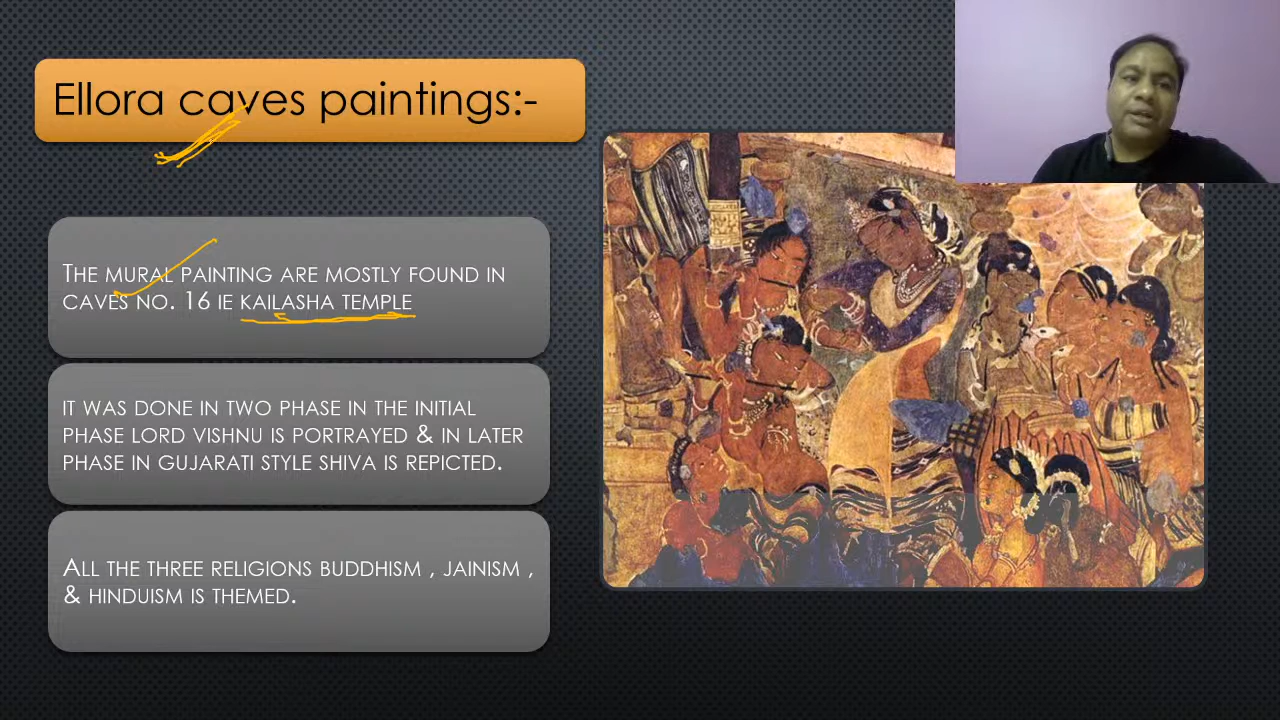 Ellora caves paintings:-
The mural painting are mostly found in
caves no. 16 ie kailasha temple
it was done in two phase in the initial
phase lord vishnu is portrayed & in later
phase in gujarati style shiva is repicted.
All the three religions buddhism , jainism ,
& hinduism is themed.